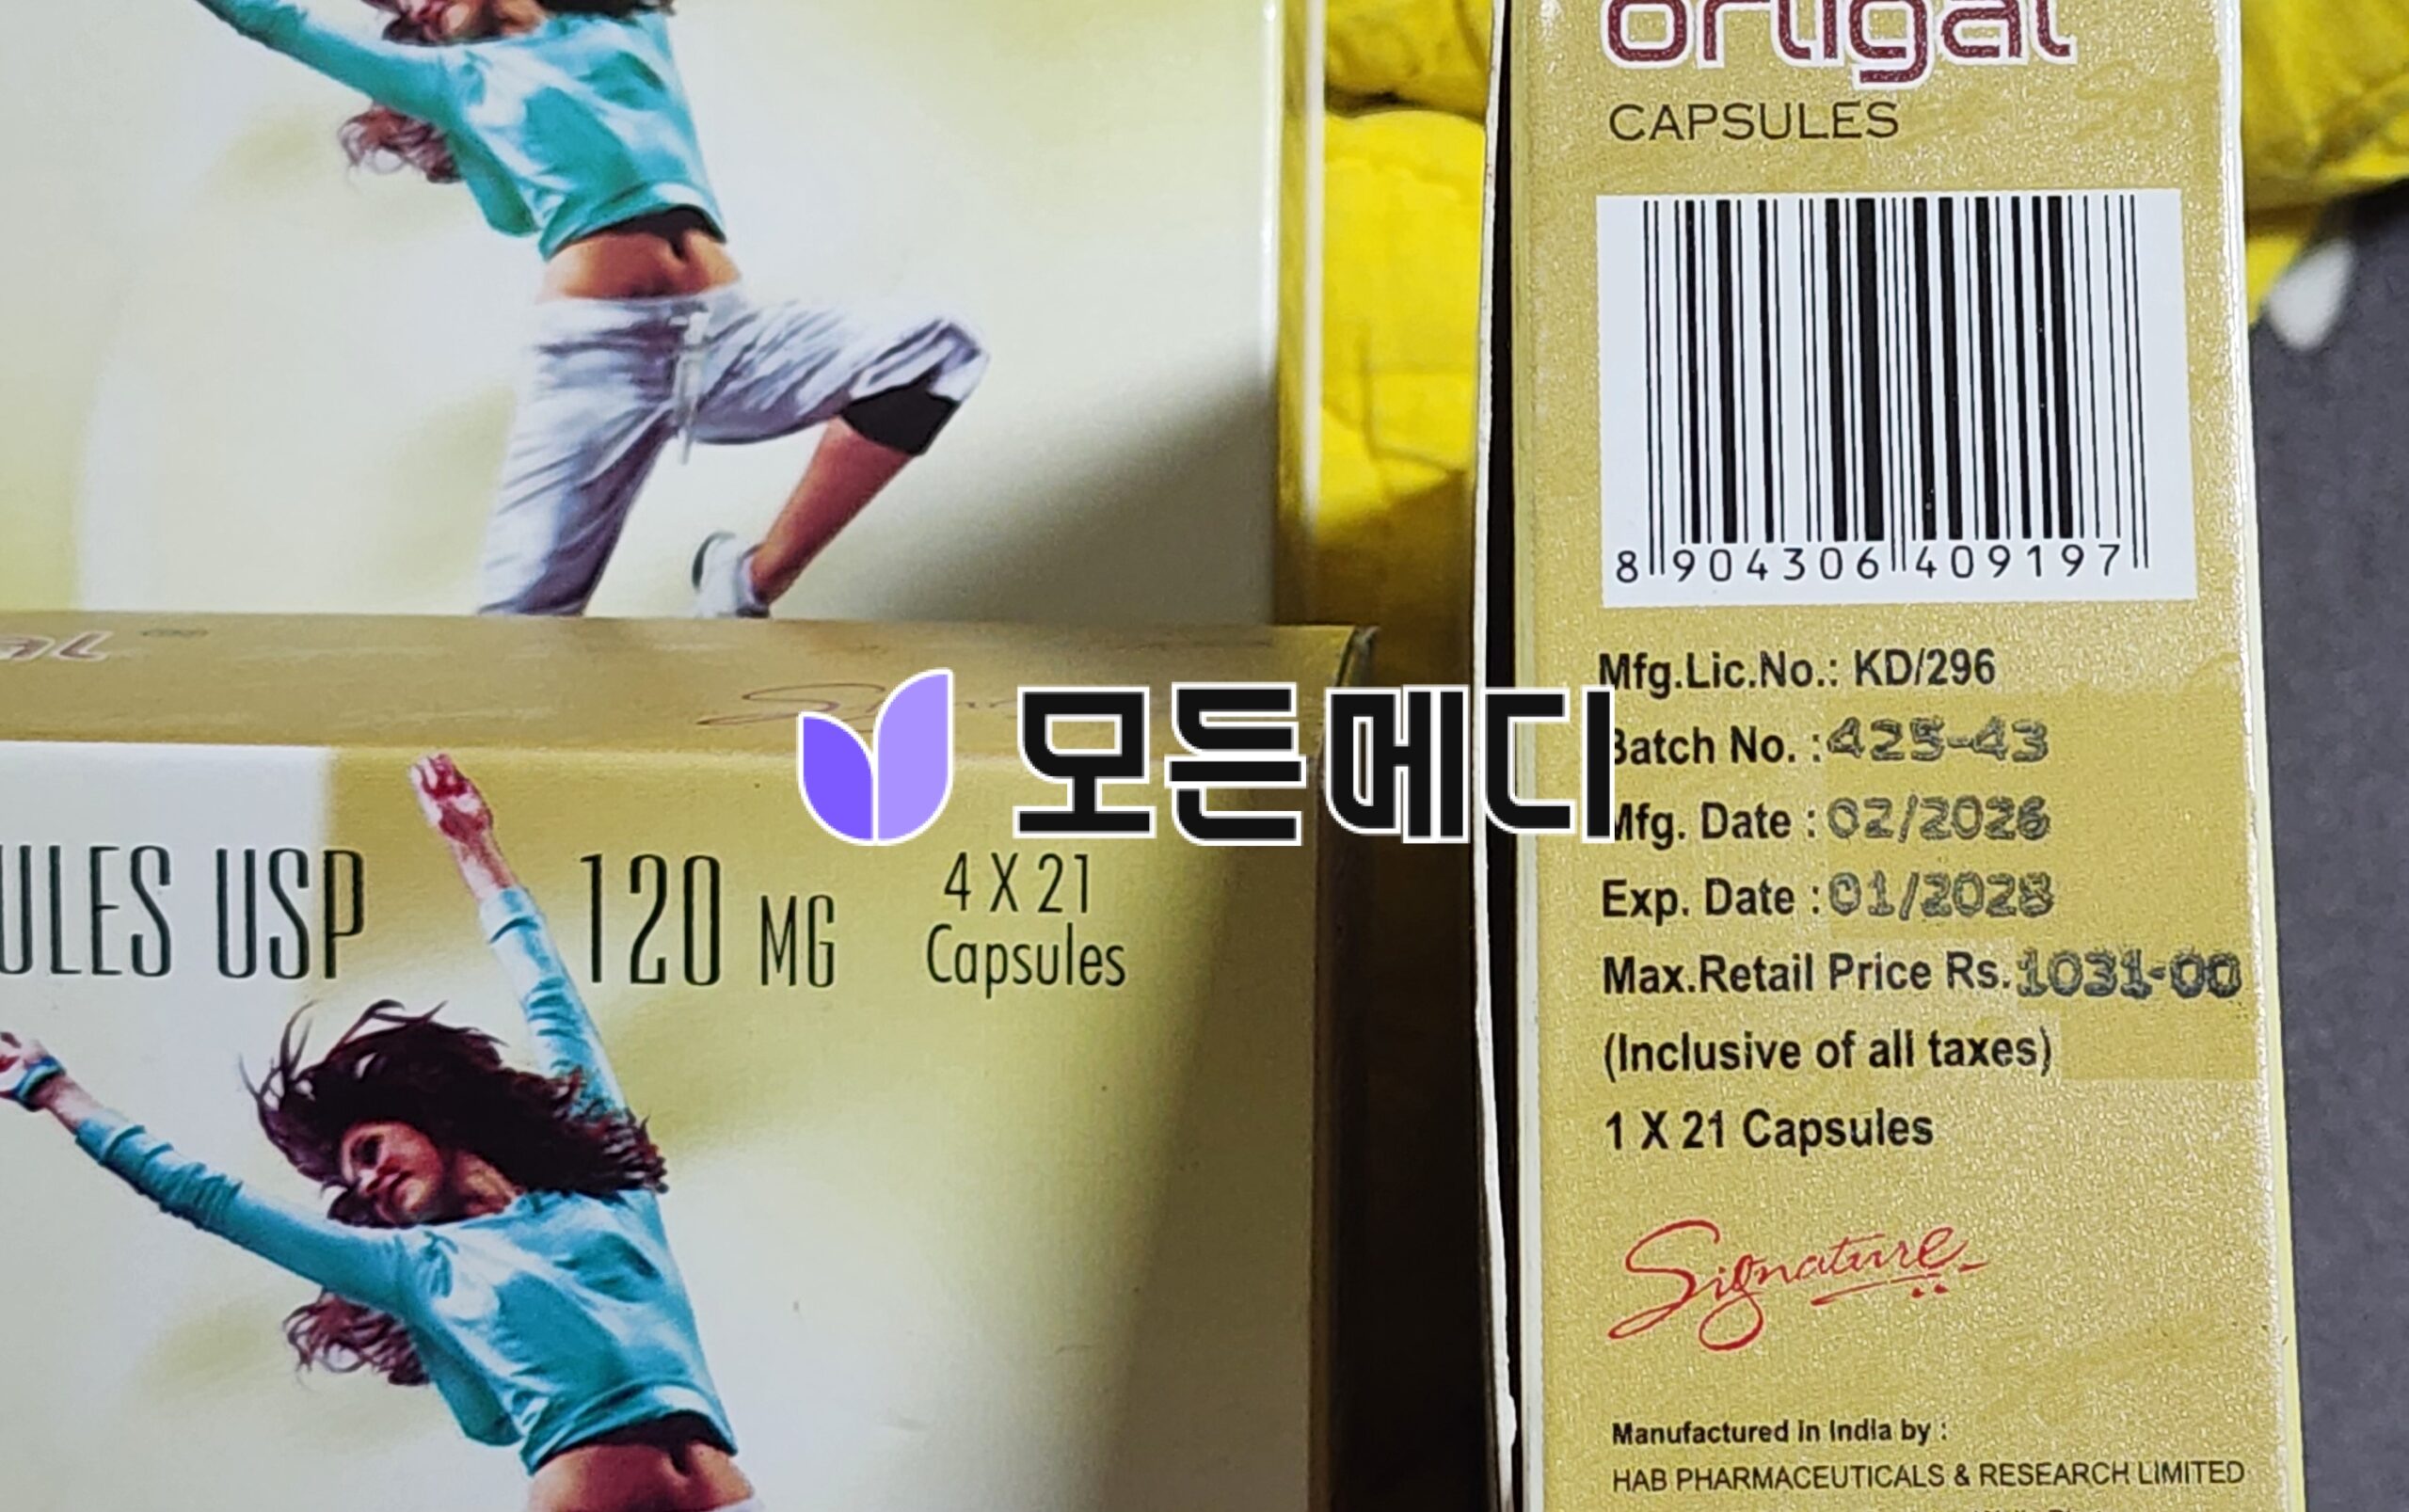 orligal
CAPSULES
8 904306 409197
Mfg.Lic.No.: KD/296
Batch No. :425-43
Mfg. Date : 02/2026
Exp. Date :01/2028
Max.Retail Price Rs.1031-00
(Inclusive of all taxes)
1 X 21 Capsules
Signature
Manufactured in India by :
HAB PHARMACEUTICALS & RESEARCH LIMITED
모든메디
ULES USP 120 MG
4 X 21
Capsules